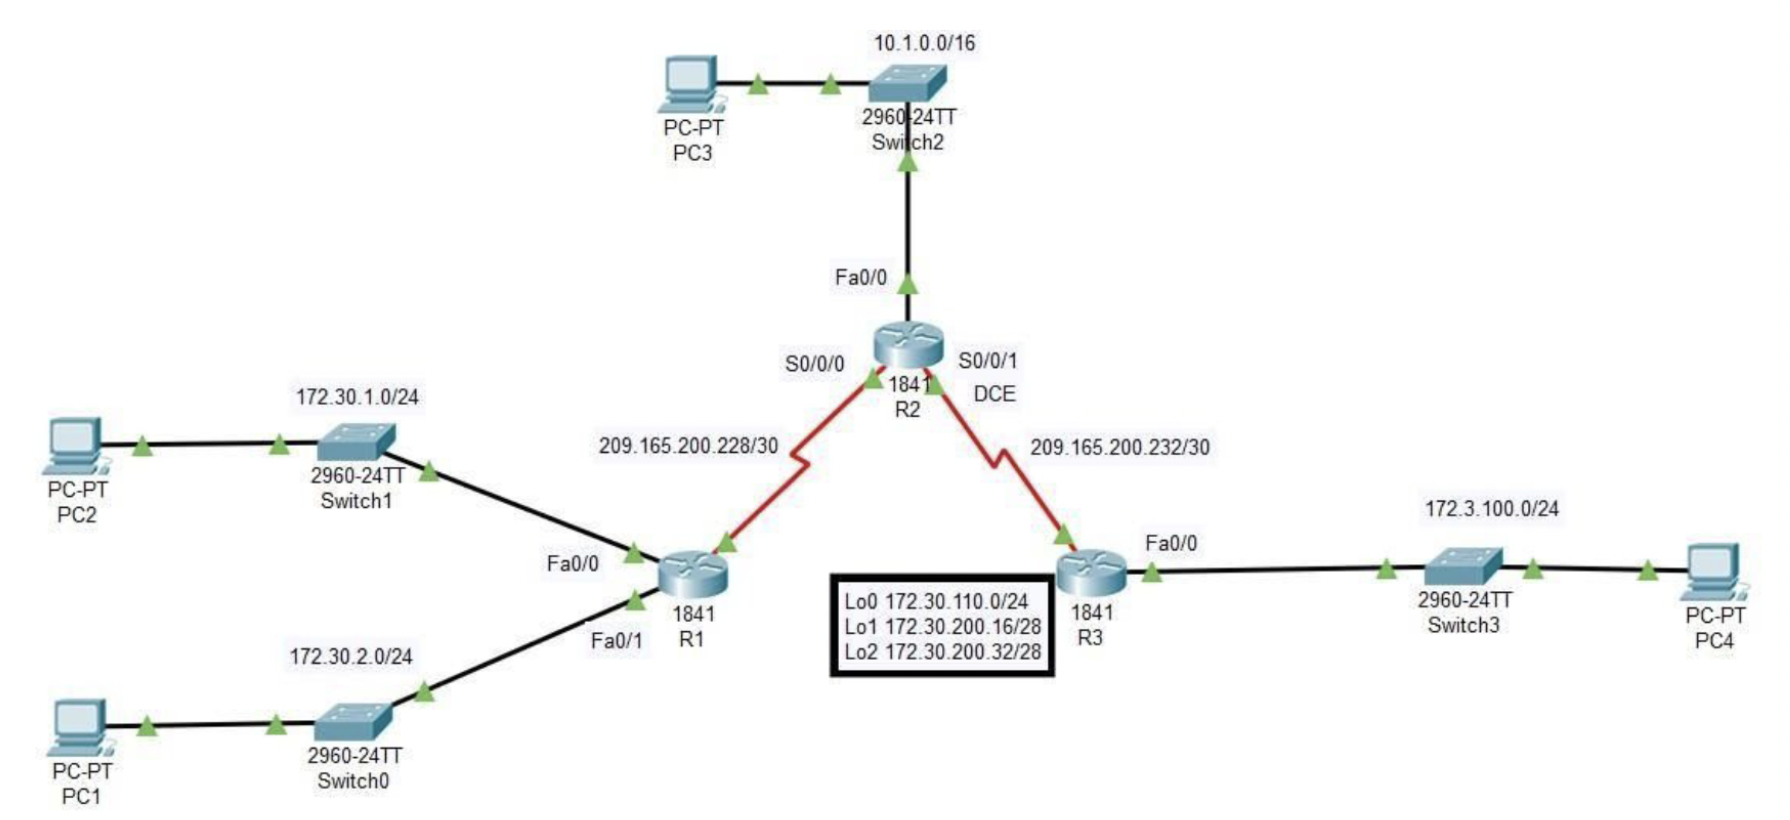 10.1.0.0/16
PC-PT
PC3
2960-24TT
Switch2
Fa0/0
S0/0/0
S0/0/1
DCE
1841
R2
172.30.1.0/24
209.165.200.228/30
209.165.200.232/30
PC-PT
PC2
2960-24TT
Switch1
172.3.100.0/24
Fa0/0
Fa0/0
1841
R1
Lo0 172.30.110.0/24
Lo1 172.30.200.16/28
Lo2 172.30.200.32/28
1841
R3
2960-24TT
Switch3
PC-PT
PC4
Fa0/1
172.30.2.0/24
PC-PT
PC1
2960-24TT
Switch0